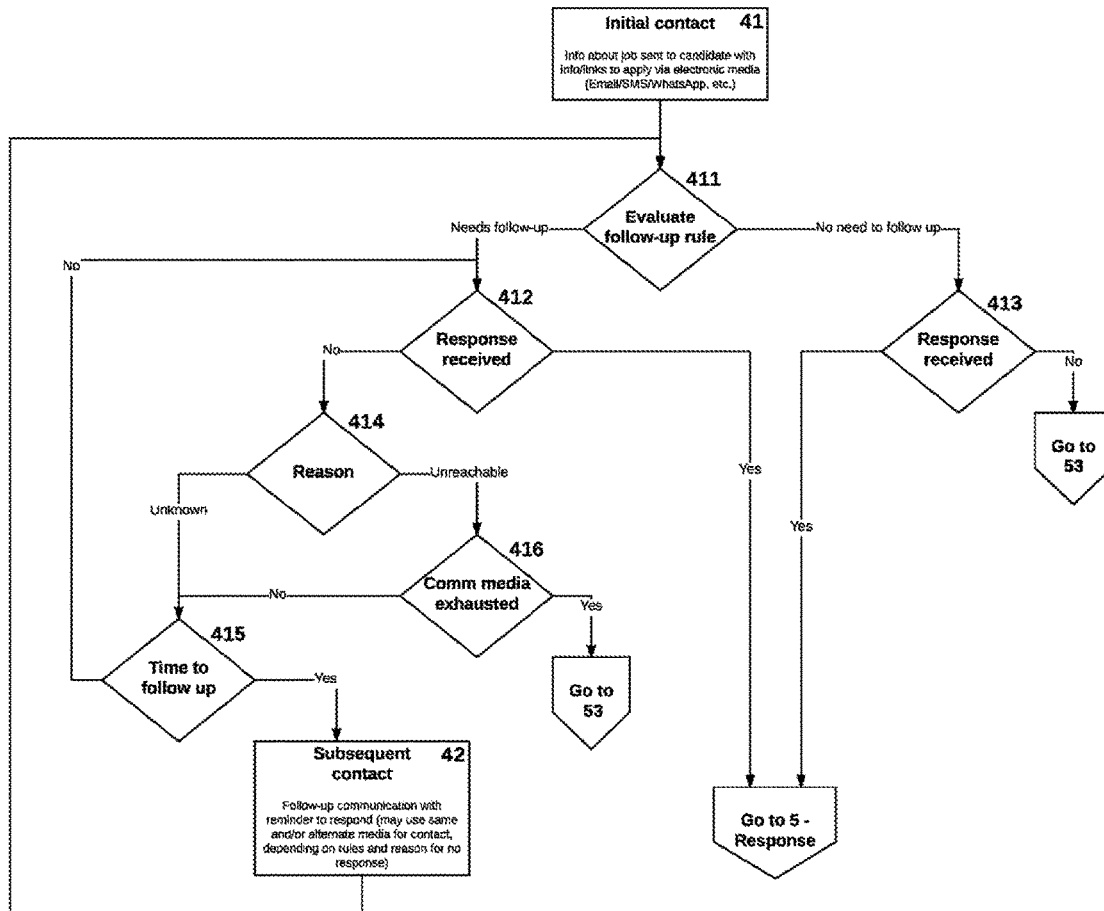 Initial contact 41
Info about job sent to candidate with
info/links to apply via electronic media
(Email/SMS/WhatsApp, etc.)
411
Evaluate
follow-up rule
Needs follow-up
No need to follow up
No
412
Response
received
413
Response
received
No
No
414
Reason
Go to
53
Unreachable
Yes
Unknown
Yes
416
Comm media
exhausted
No
Yes
415
Time to
follow up
Yes
Go to
53
Subsequent 42
contact
Follow-up communication with
reminder to respond (may use same
and/or alternate media for contact,
depending on rules and reason for no
response)
Go to 5 -
Response